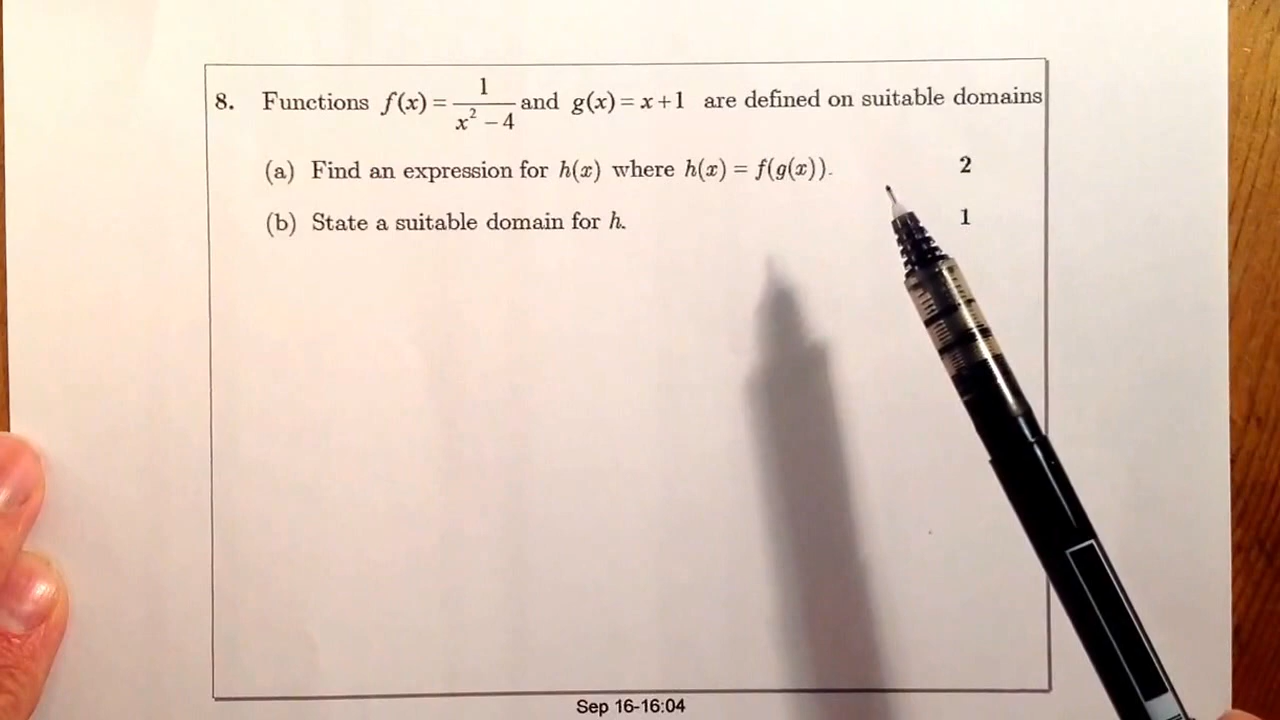 8. Functions f(x) = 1/(x² − 4) and g(x) = x + 1 are defined on suitable domains
(a) Find an expression for h(x) where h(x) = f(g(x)). 2
(b) State a suitable domain for h. 1
Sep 16-16:04